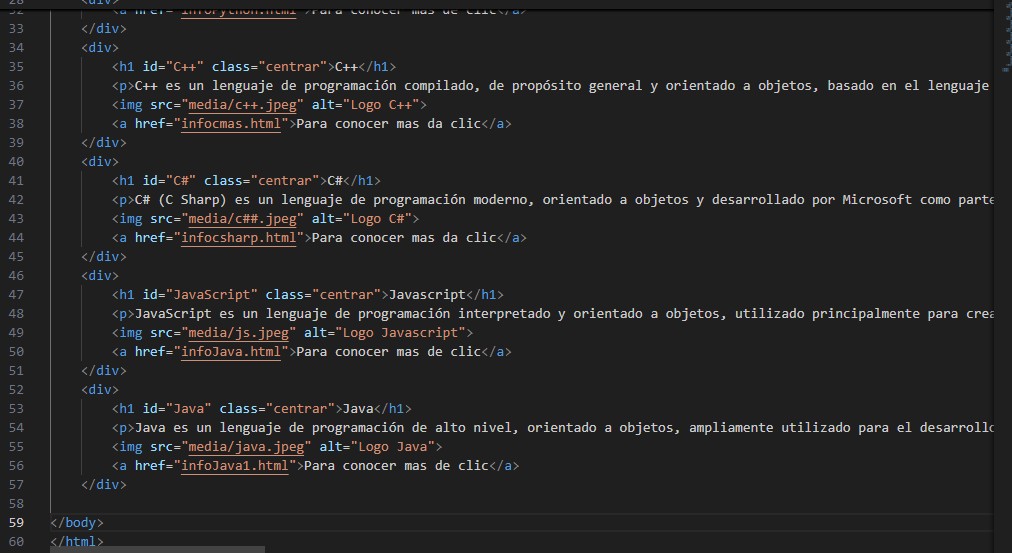 28 <div>
32 <a href="infoPython.html">Para conocer mas de clic</a>
33 </div>
34 <div>
35 <h1 id="C++" class="centrar">C++</h1>
36 <p>C++ es un lenguaje de programación compilado, de propósito general y orientado a objetos, basado en el lenguaje
37 <img src="media/c++.jpeg" alt="Logo C++">
38 <a href="infocmas.html">Para conocer mas da clic</a>
39 </div>
40 <div>
41 <h1 id="C#" class="centrar">C#</h1>
42 <p>C# (C Sharp) es un lenguaje de programación moderno, orientado a objetos y desarrollado por Microsoft como parte
43 <img src="media/c##.jpeg" alt="Logo C#">
44 <a href="infocsharp.html">Para conocer mas da clic</a>
45 </div>
46 <div>
47 <h1 id="JavaScript" class="centrar">Javascript</h1>
48 <p>JavaScript es un lenguaje de programación interpretado y orientado a objetos, utilizado principalmente para crea
49 <img src="media/js.jpeg" alt="Logo Javascript">
50 <a href="infoJava.html">Para conocer mas de clic</a>
51 </div>
52 <div>
53 <h1 id="Java" class="centrar">Java</h1>
54 <p>Java es un lenguaje de programación de alto nivel, orientado a objetos, ampliamente utilizado para el desarrollo
55 <img src="media/java.jpeg" alt="Logo Java">
56 <a href="infoJava1.html">Para conocer mas de clic</a>
57 </div>
58
59 </body>
60 </html>